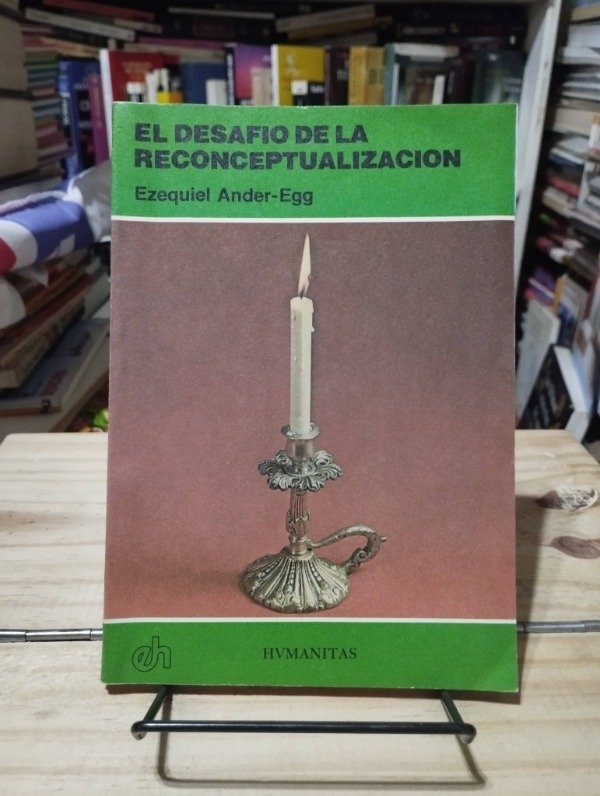 EL DESAFIO DE LA
RECONCEPTUALIZACION
Ezequiel Ander-Egg
eh
HVMANITAS